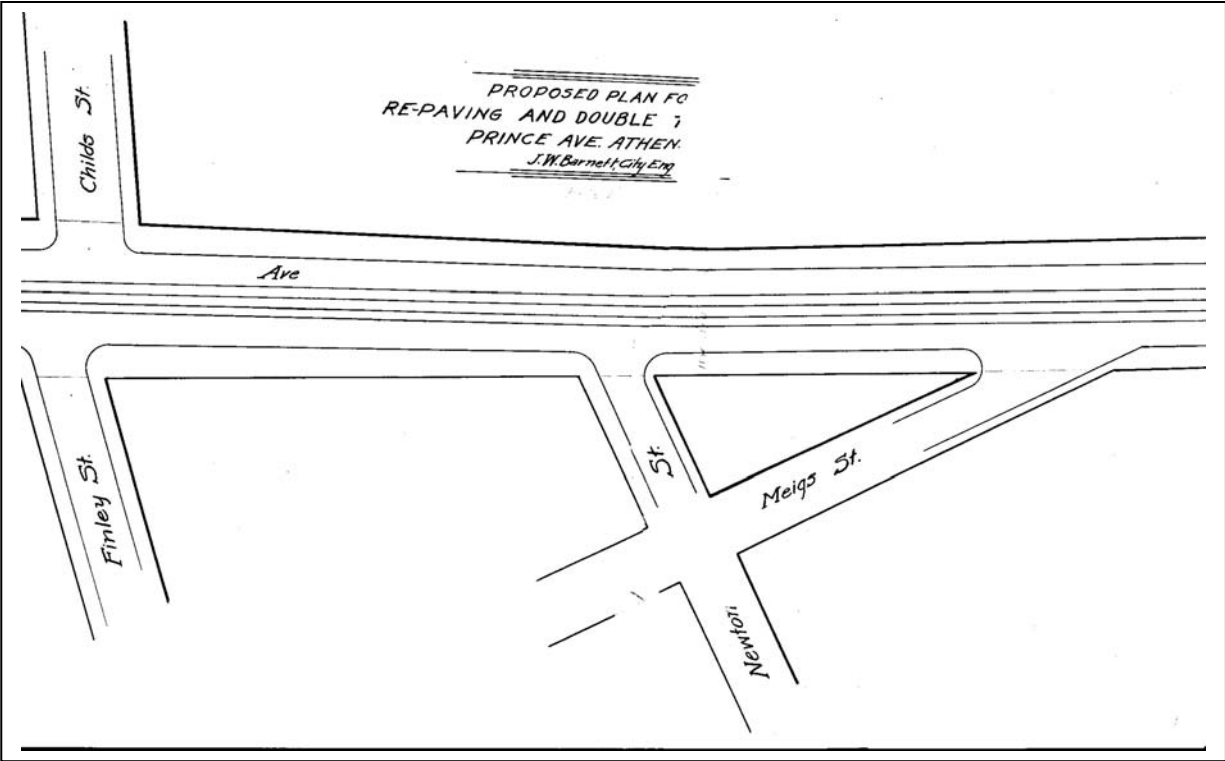 PROPOSED PLAN FO
RE-PAVING AND DOUBLE T
PRINCE AVE. ATHEN
J.W. Barnett, City Eng
Childs St.
Ave
Finley St.
St.
Meigs St.
Newton